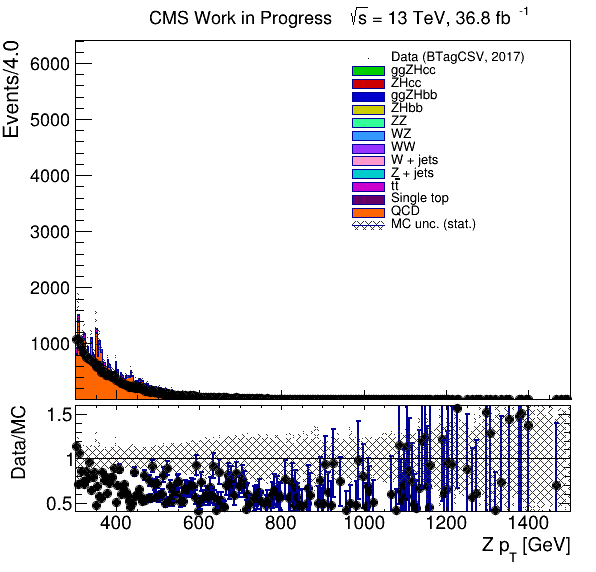 CMS Work in Progress √s = 13 TeV, 36.8 fb -1
Events/4.0
6000
5000
4000
3000
2000
1000
Data (BTagCSV, 2017)
ggZHcc
ZHcc
ggZHbb
ZHbb
ZZ
WZ
WW
W + jets
Z + jets
tt̅
Single top
QCD
MC unc. (stat.)
Data/MC
1.5
1
0.5
400 600 800 1000 1200 1400
Z pT [GeV]